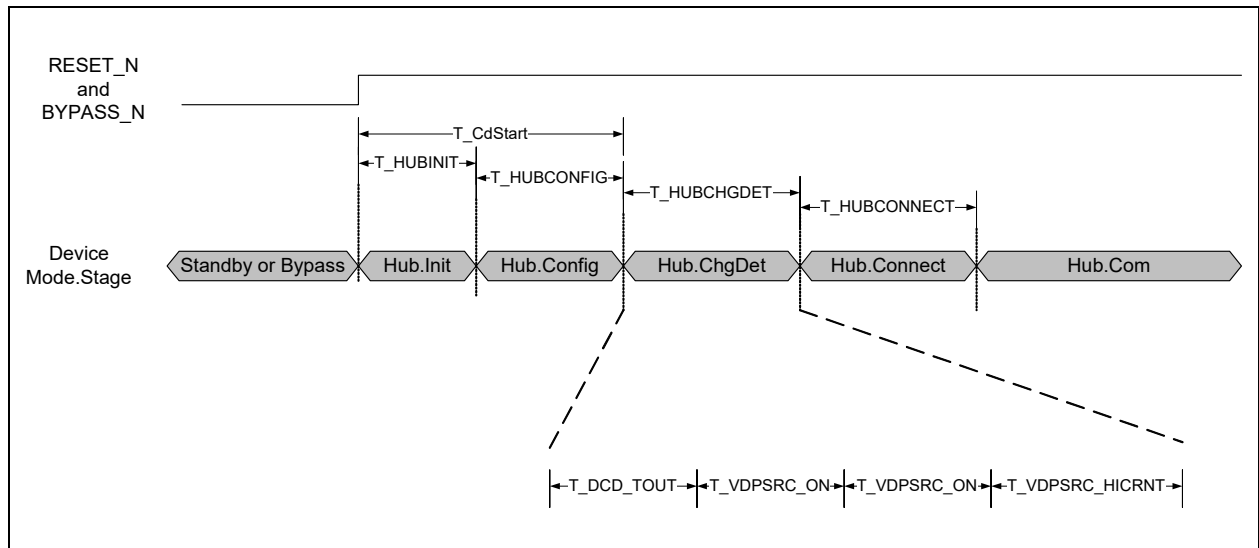 RESET_N
and
BYPASS_N
T_CdStart
T_HUBINIT
T_HUBCONFIG
T_HUBCHGDET
T_HUBCONNECT
Device
Mode.Stage
Standby or Bypass
Hub.Init
Hub.Config
Hub.ChgDet
Hub.Connect
Hub.Com
T_DCD_TOUT
T_VDPSRC_ON
T_VDPSRC_ON
T_VDPSRC_HICRNT